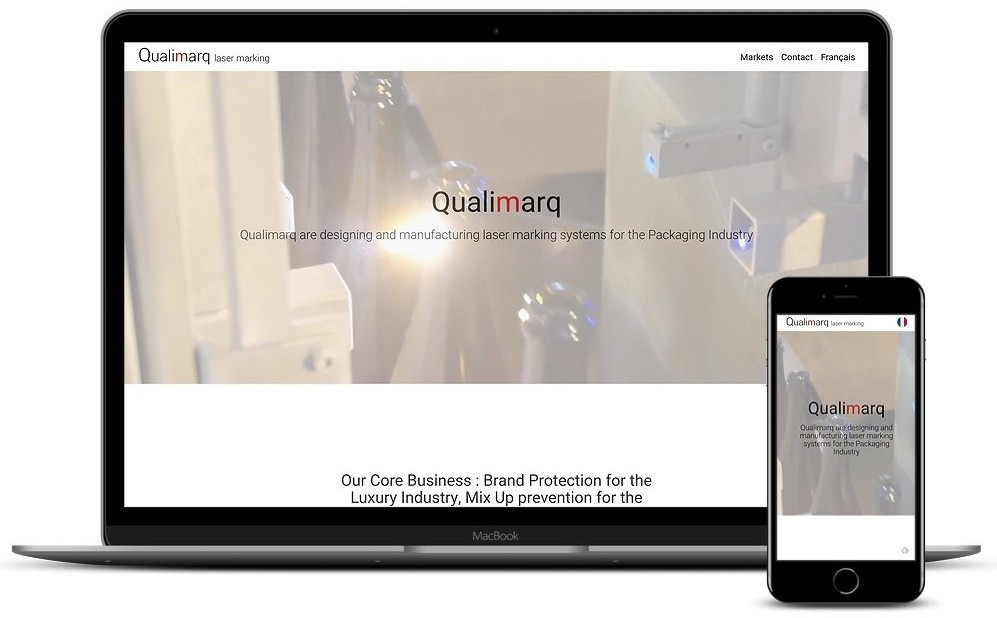 Qualimarq laser marking
Markets Contact Français
Qualimarq
Qualimarq are designing and manufacturing laser marking systems for the Packaging Industry
Our Core Business : Brand Protection for the
Luxury Industry, Mix Up prevention for the
MacBook
Qualimarq laser marking
Qualimarq
Qualimarq are designing and
manufacturing laser marking
systems for the Packaging
Industry